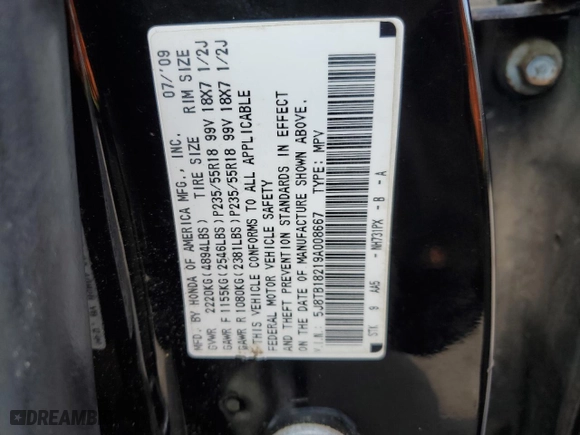 MFD. BY HONDA OF AMERICA MFG., INC. 07/'09
GVWR 2220KG(4894LBS) TIRE SIZE RIM SIZE
GAWR F 1155KG(2546LBS)P235/55R18 99V 18X7 1/2J
GAWR R 1080KG(2381LBS)P235/55R18 99V 18X7 1/2J
THIS VEHICLE CONFORMS TO ALL APPLICABLE
FEDERAL MOTOR VEHICLE SAFETY
AND THEFT PREVENTION STANDARDS IN EFFECT
ON THE DATE OF MANUFACTURE SHOWN ABOVE.
V.I.N.: 5J8TB18219A008667 TYPE: MPV
STK 9 AA5 - NH731PX - B - A